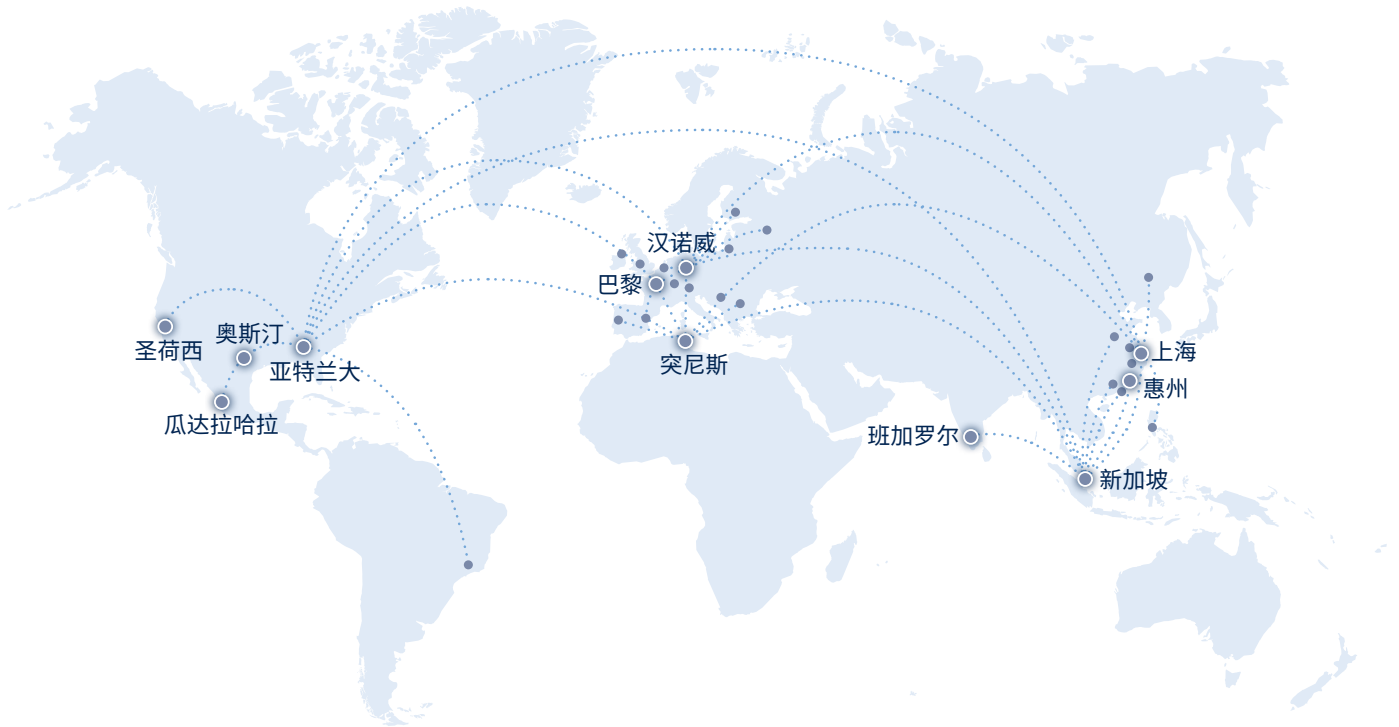 汉诺威
巴黎
奥斯汀
圣荷西
亚特兰大
突尼斯
上海
惠州
瓜达拉哈拉
班加罗尔
新加坡